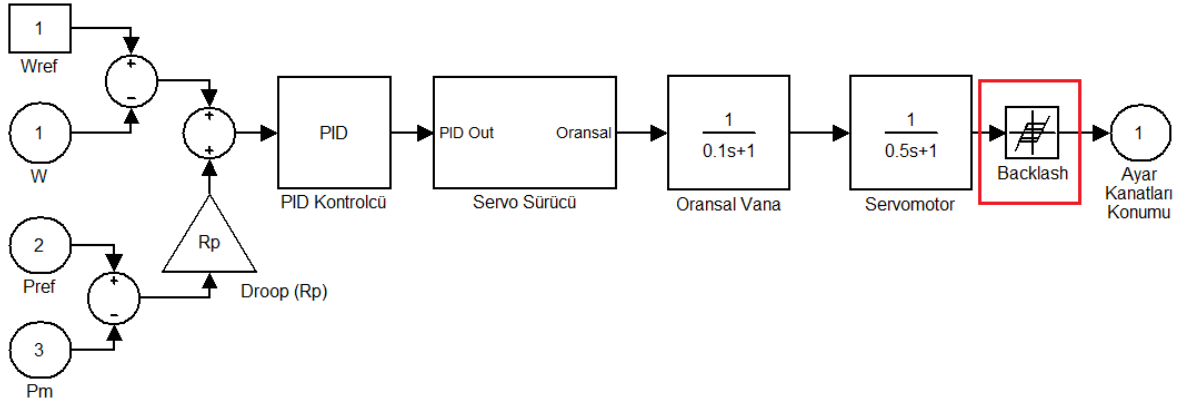 1
Wref
+
-
1
W
+
+
PID
PID Kontrolcü
PID Out
Oransal
Servo Sürücü
1
0.1s+1
Oransal Vana
1
0.5s+1
Servomotor
Backlash
1
Ayar
Kanatları
Konumu
2
Pref
+
-
3
Pm
Rp
Droop (Rp)